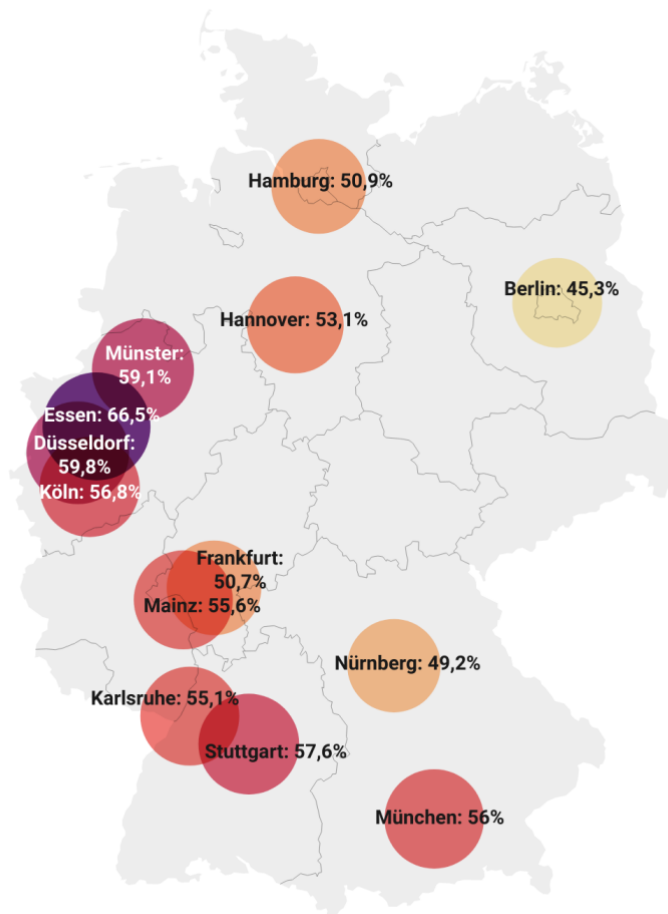 Hamburg: 50,9%
Berlin: 45,3%
Hannover: 53,1%
Münster:
59,1%
Essen: 66,5%
Düsseldorf:
59,8%
Köln: 56,8%
Frankfurt:
50,7%
Mainz: 55,6%
Nürnberg: 49,2%
Karlsruhe: 55,1%
Stuttgart: 57,6%
München: 56%